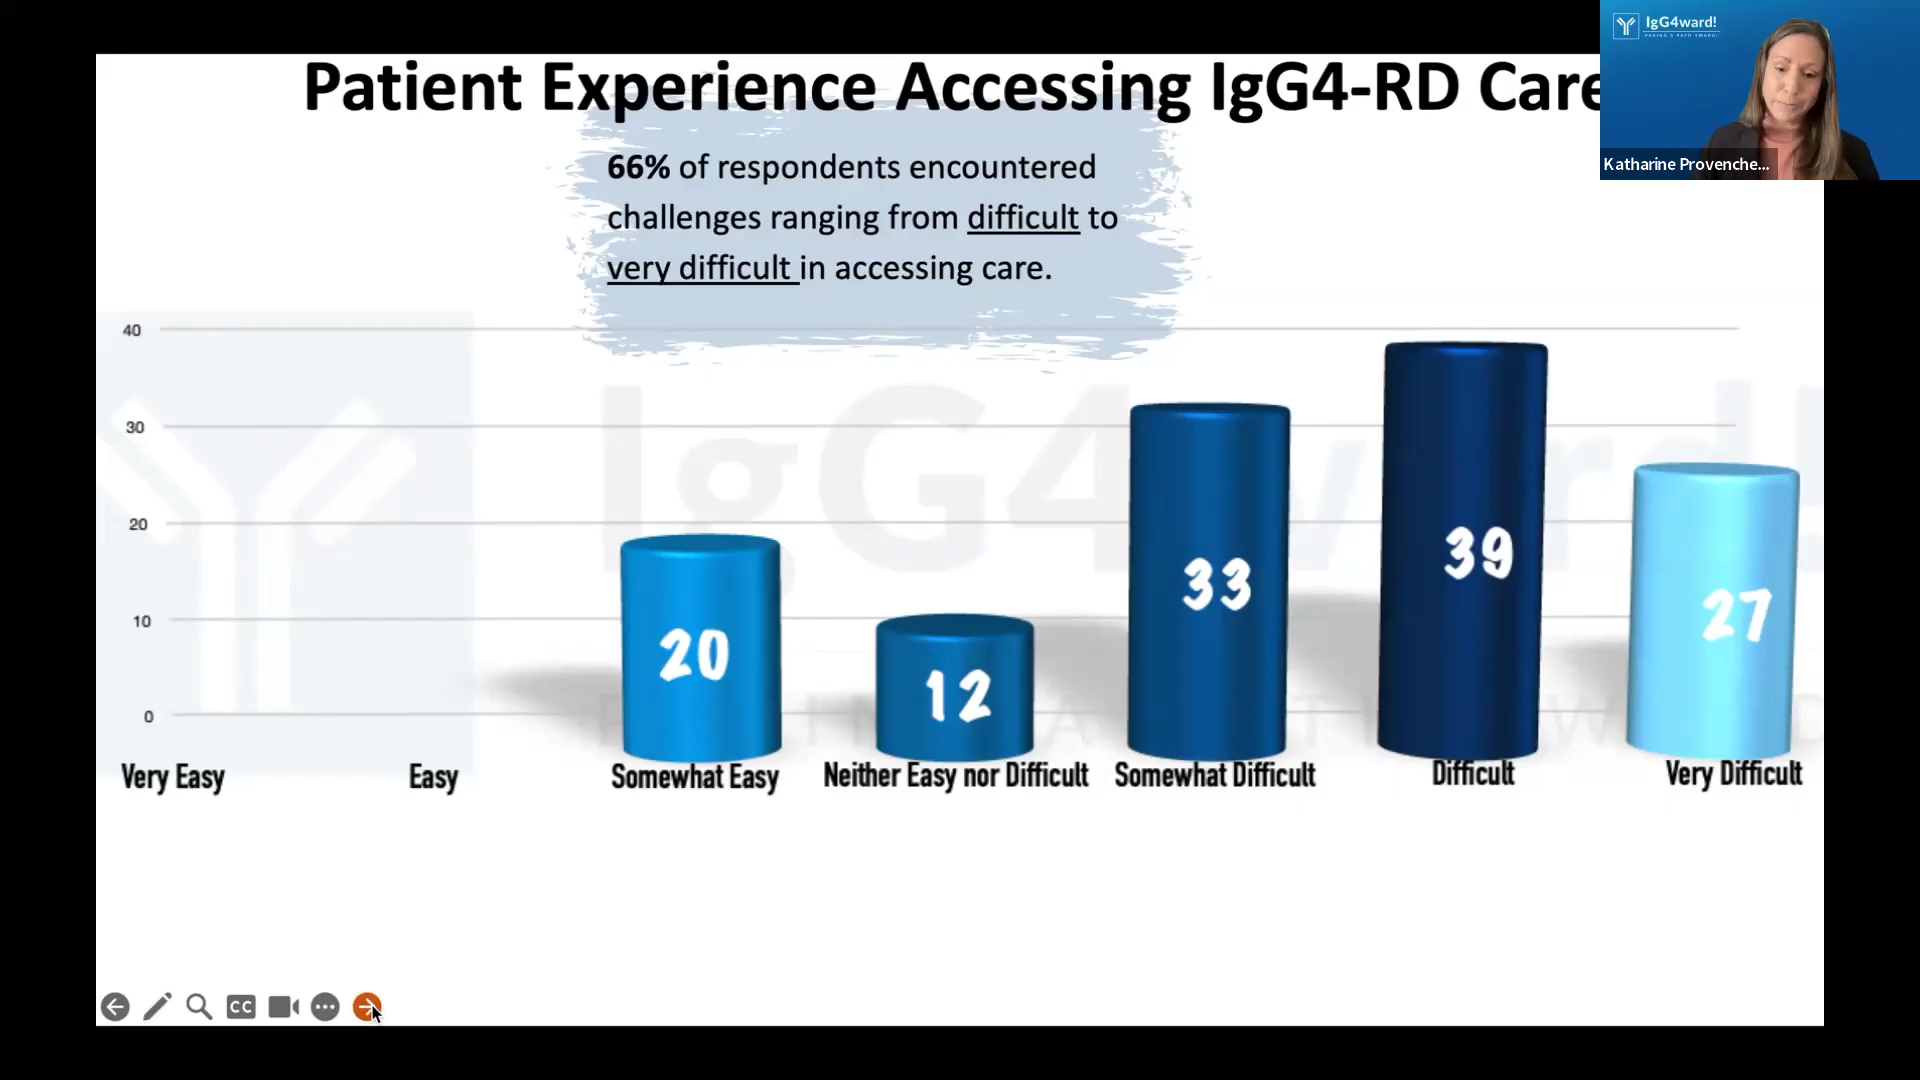 Patient Experience Accessing IgG4-RD Care
IgG4ward!
Katharine Provenche...
66% of respondents encountered
challenges ranging from difficult to
very difficult in accessing care.
40
30
20
10
0
20
12
33
39
27
Very Easy
Easy
Somewhat Easy
Neither Easy nor Difficult
Somewhat Difficult
Difficult
Very Difficult
CC